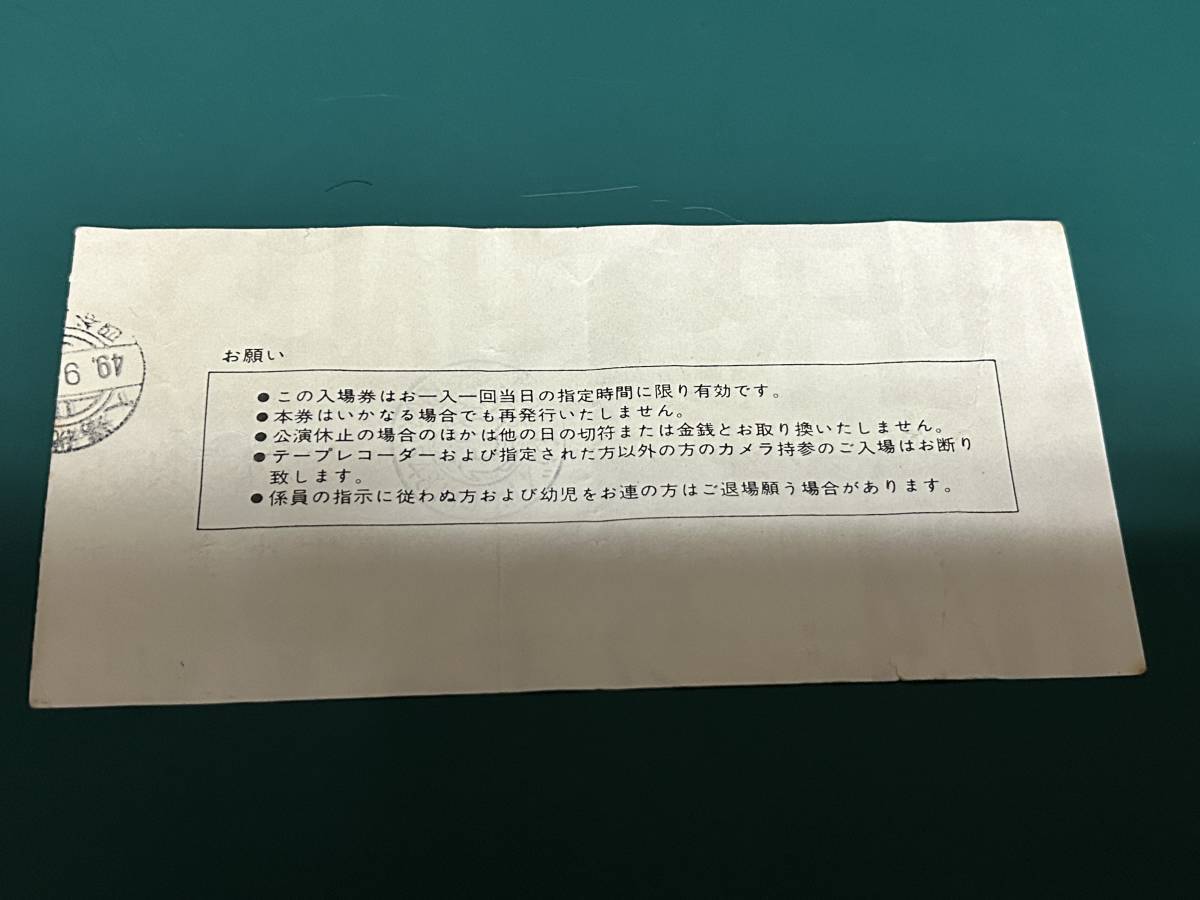 お願い
●この入場券はお一人一回当日の指定時間に限り有効です。
●本券はいかなる場合でも再発行いたしません。
●公演休止の場合のほかは他の日の切符または金銭とお取り換いたしません。
●テープレコーダーおよび指定された方以外の方のカメラ持参のご入場はお断り
致します。
●係員の指示に従わぬ方および幼児をお連の方はご退場願う場合があります。
49.9